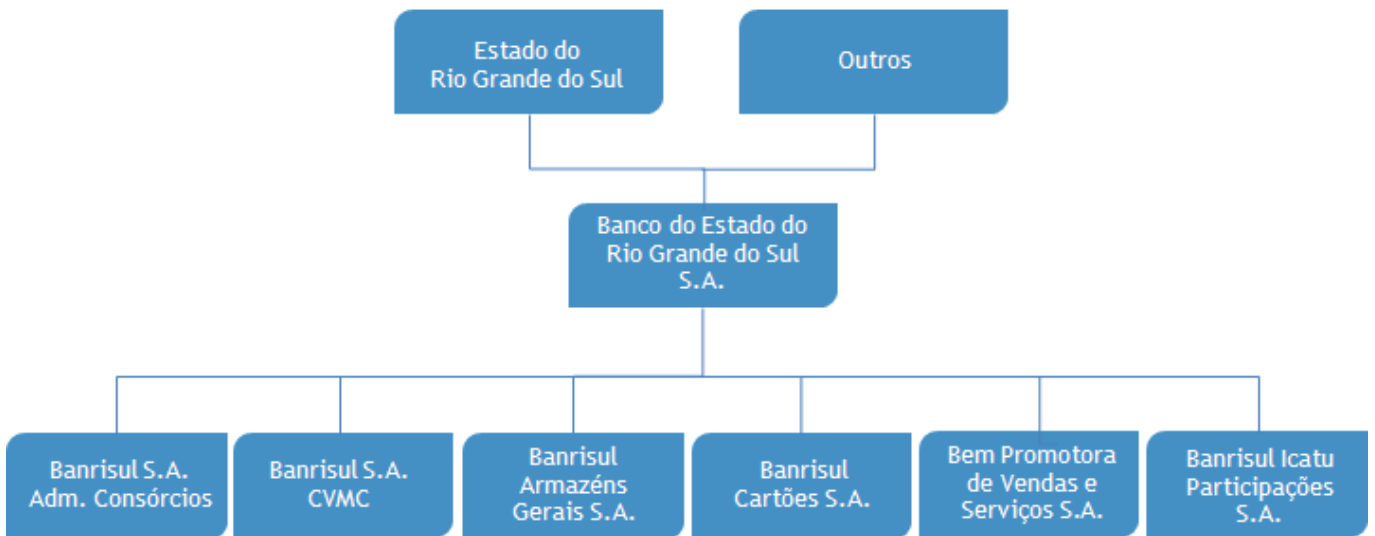 Estado do
Rio Grande do Sul
Outros
Banco do Estado do
Rio Grande do Sul
S.A.
Banrisul S.A.
Adm. Consórcios
Banrisul S.A.
CVMC
Banrisul
Armazéns
Gerais S.A.
Banrisul
Cartões S.A.
Bem Promotora
de Vendas e
Serviços S.A.
Banrisul Icatu
Participações
S.A.